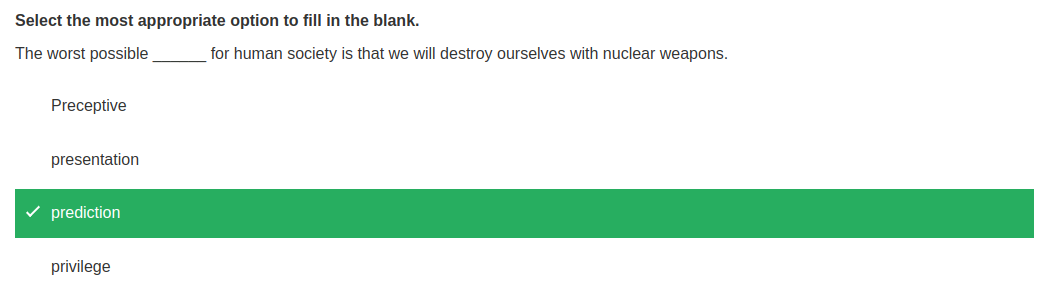 Select the most appropriate option to fill in the blank.
The worst possible ______ for human society is that we will destroy ourselves with nuclear weapons.
Preceptive
presentation
prediction
privilege